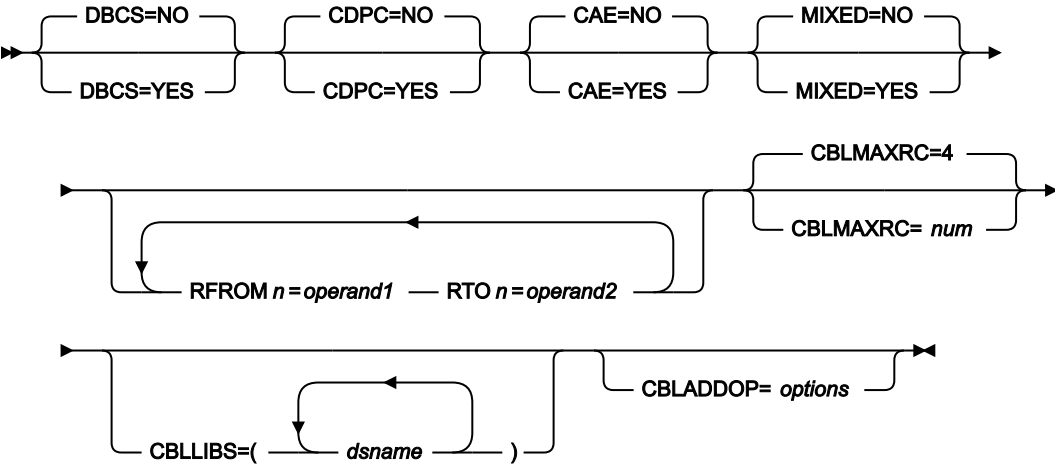 DBCS=NO CDPC=NO CAE=NO MIXED=NO
DBCS=YES CDPC=YES CAE=YES MIXED=YES
CBLMAXRC=4
CBLMAXRC= num
RFROM n = operand1 RTO n = operand2
CBLADDOP= options
CBLLIBS=( dsname )